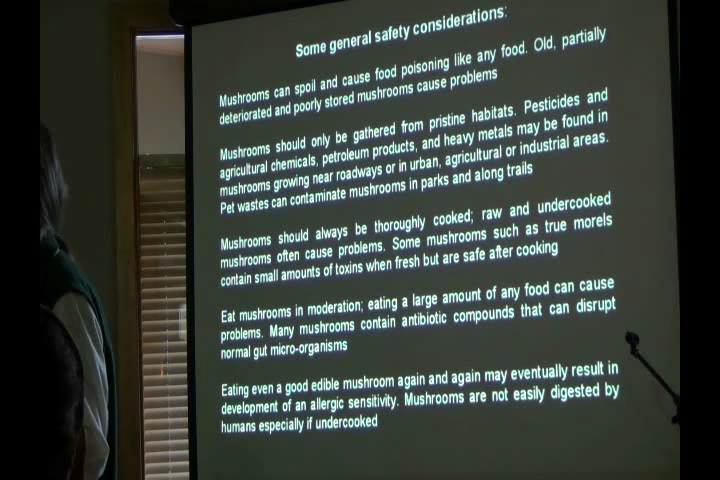 Some general safety considerations:
Mushrooms can spoil and cause food poisoning like any food. Old, partially
deteriorated and poorly stored mushrooms cause problems
Mushrooms should only be gathered from pristine habitats. Pesticides and
agricultural chemicals, petroleum products, and heavy metals may be found in
mushrooms growing near roadways or in urban, agricultural or industrial areas.
Pet wastes can contaminate mushrooms in parks and along trails
Mushrooms should always be thoroughly cooked; raw and undercooked
mushrooms often cause problems. Some mushrooms such as true morels
contain small amounts of toxins when fresh but are safe after cooking
Eat mushrooms in moderation; eating a large amount of any food can cause
problems. Many mushrooms contain antibiotic compounds that can disrupt
normal gut micro-organisms
Eating even a good edible mushroom again and again may eventually result in
development of an allergic sensitivity. Mushrooms are not easily digested by
humans especially if undercooked